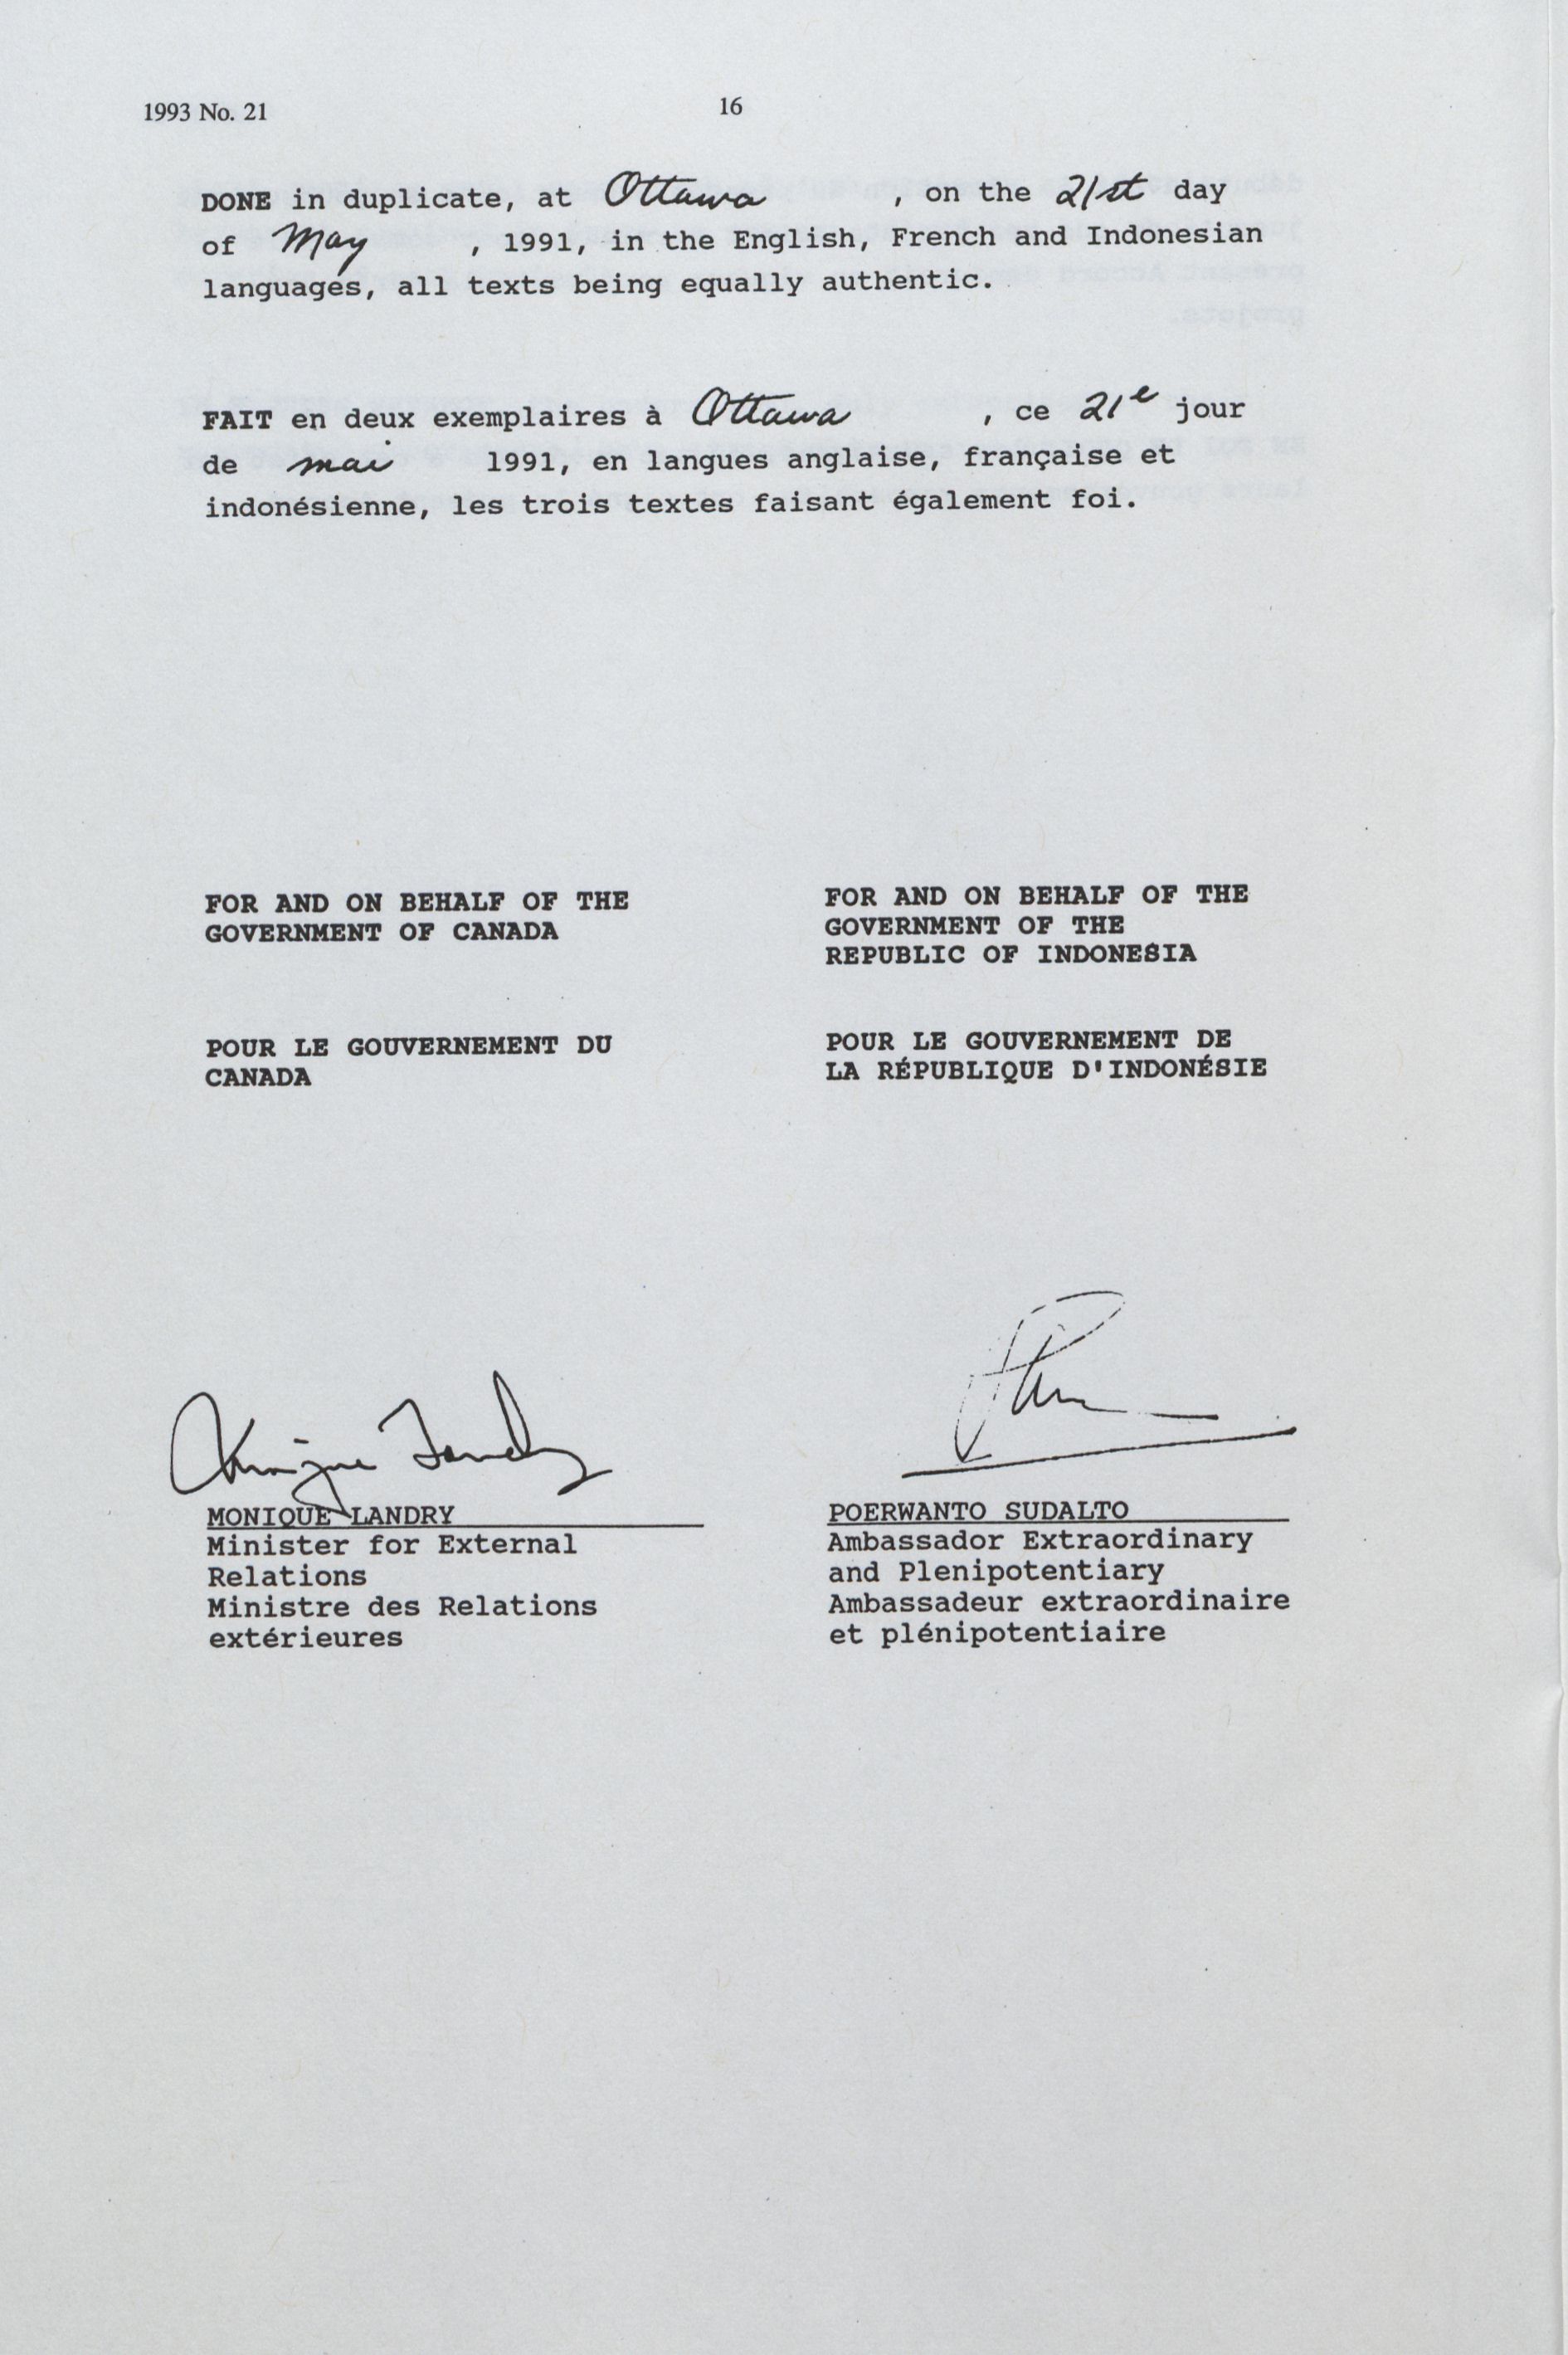 1993 No. 21
16
DONE in duplicate, at Ottawa , on the 21st day
of May , 1991, in the English, French and Indonesian
languages, all texts being equally authentic.
FAIT en deux exemplaires à Ottawa , ce 21e jour
de mai 1991, en langues anglaise, française et
indonésienne, les trois textes faisant également foi.
FOR AND ON BEHALF OF THE
GOVERNMENT OF CANADA
POUR LE GOUVERNEMENT DU
CANADA
FOR AND ON BEHALF OF THE
GOVERNMENT OF THE
REPUBLIC OF INDONESIA
POUR LE GOUVERNEMENT DE
LA RÉPUBLIQUE D'INDONÉSIE
Monique Landry
MONIQUE LANDRY
Minister for External
Relations
Ministre des Relations
extérieures
POERWANTO SUDALTO
Ambassador Extraordinary
and Plenipotentiary
Ambassadeur extraordinaire
et plénipotentiaire